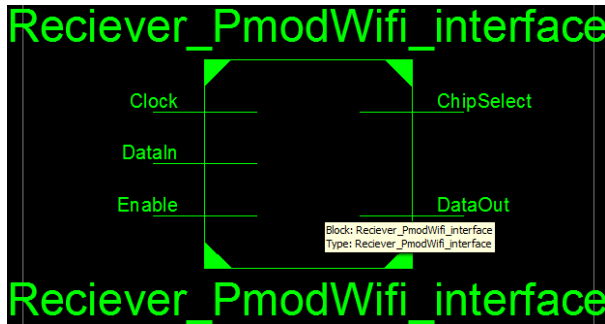 Reciever_PmodWifi_interface
Clock
ChipSelect
DataIn
Enable
DataOut
Block: Reciever_PmodWifi_interface
Type: Reciever_PmodWifi_interface
Reciever_PmodWifi_interface